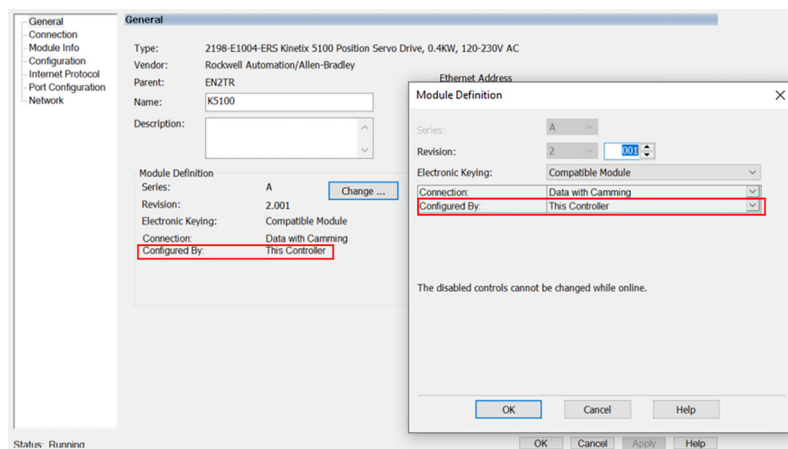 General
Connection
Module Info
Configuration
Internet Protocol
Port Configuration
Network
General
Type: 2198-E1004-ERS Kinetix 5100 Position Servo Drive, 0.4KW, 120-230V AC
Vendor: Rockwell Automation/Allen-Bradley
Parent: EN2TR
Name: K5100
Description:
Ethernet Address
Module Definition
Series: A
Change ...
Revision: 2.001
Electronic Keying: Compatible Module
Connection: Data with Camming
Configured By: This Controller
Module Definition
Series: A
Revision: 2 001
Electronic Keying: Compatible Module
Connection: Data with Camming
Configured By: This Controller
The disabled controls cannot be changed while online.
OK Cancel Help
Status: Running
OK Cancel Apply Help